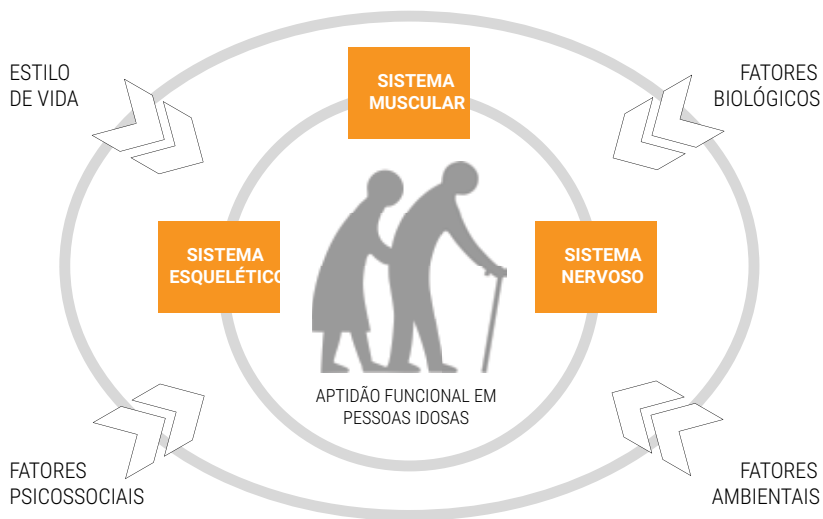 ESTILO
DE VIDA
SISTEMA
MUSCULAR
FATORES
BIOLÓGICOS
SISTEMA
ESQUELÉTICO
SISTEMA
NERVOSO
APTIDÃO FUNCIONAL EM
PESSOAS IDOSAS
FATORES
PSICOSSOCIAIS
FATORES
AMBIENTAIS